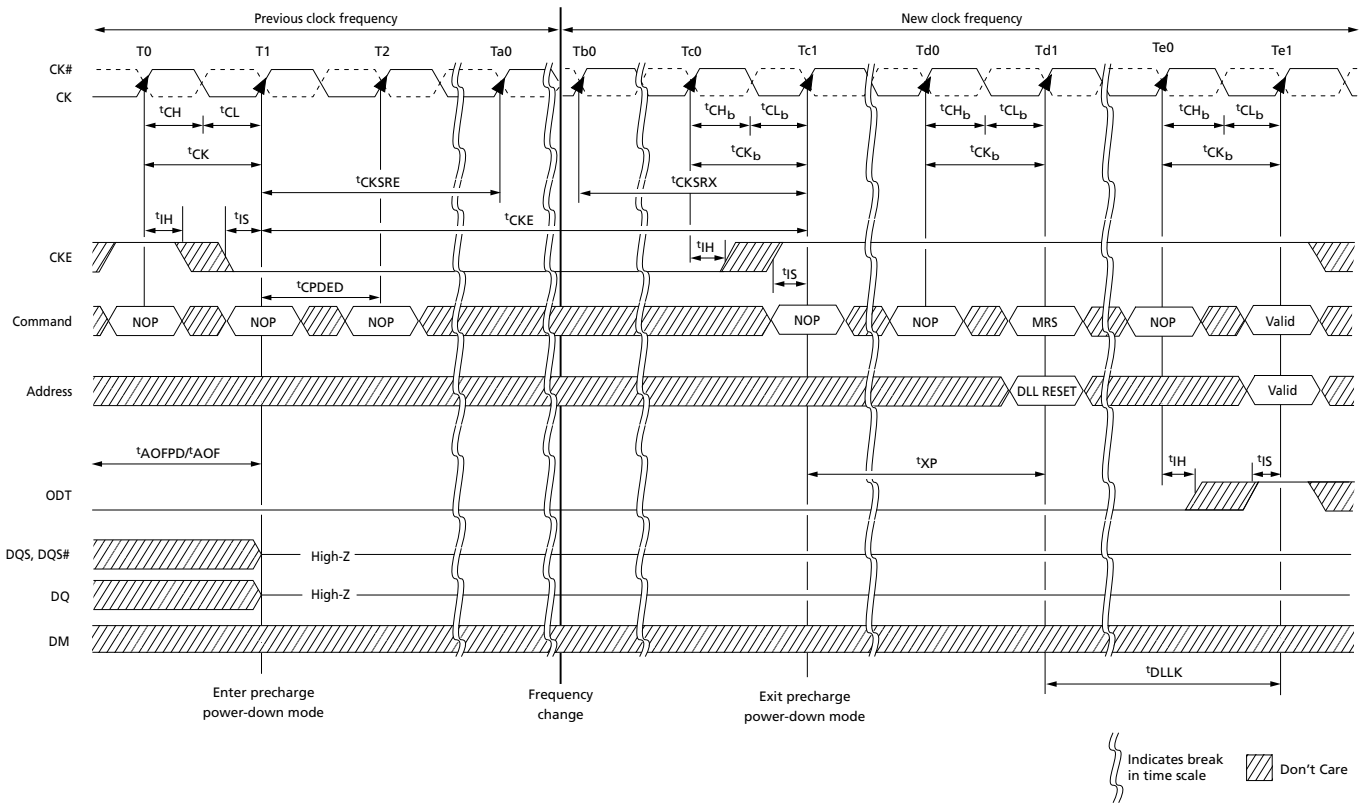 Previous clock frequency New clock frequency
T0 T1 T2 Ta0 Tb0 Tc0 Tc1 Td0 Td1 Te0 Te1
CK#
CK
tCH tCL tCHb tCLb tCHb tCLb tCHb tCLb
tCK tCKb tCKb tCKb
tCKSRE tCKSRX
tIH tIS tCKE
CKE tIH
tIS
tCPDED
Command NOP NOP NOP NOP NOP MRS NOP Valid
Address DLL RESET Valid
tAOFPD/tAOF tXP tIH tIS
ODT
DQS, DQS# High-Z
DQ High-Z
DM
tDLLK
Enter precharge
power-down mode
Frequency
change
Exit precharge
power-down mode
Indicates break
in time scale
Don't Care